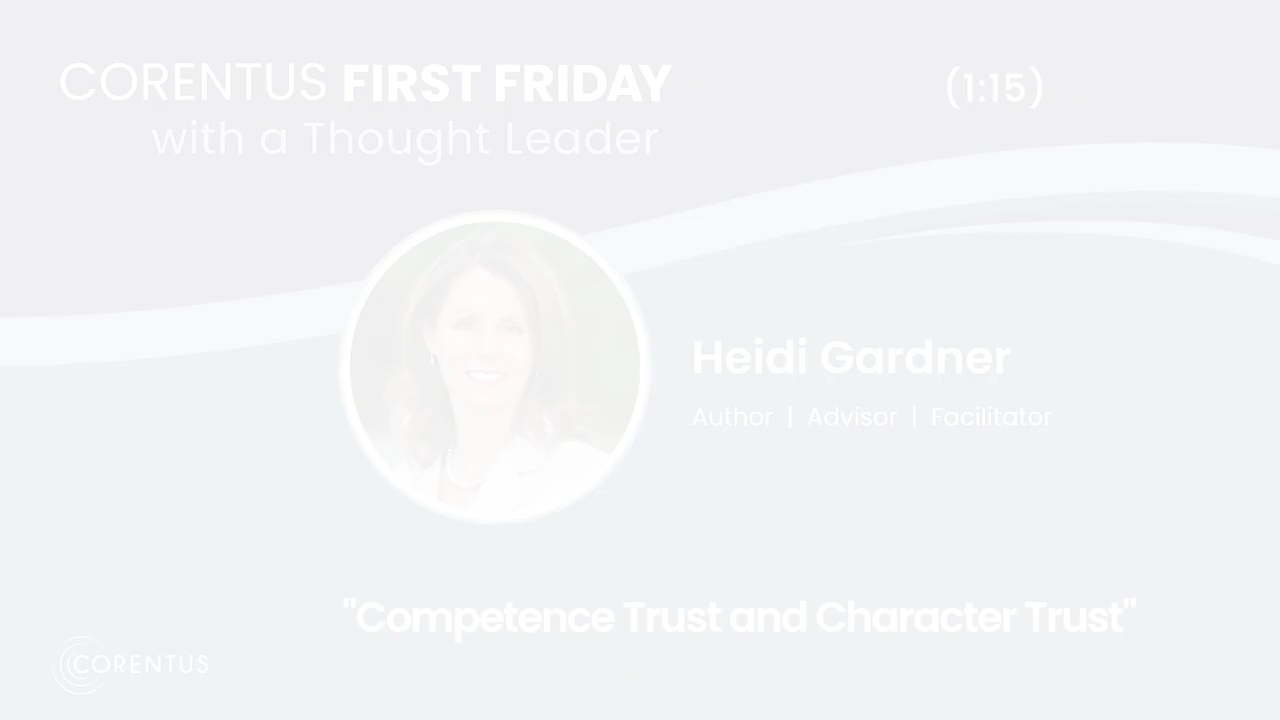 CORENTUS FIRST FRIDAY
with a Thought Leader
(1:15)
Heidi Gardner
Author | Advisor | Facilitator
"Competence Trust and Character Trust"
CORENTUS